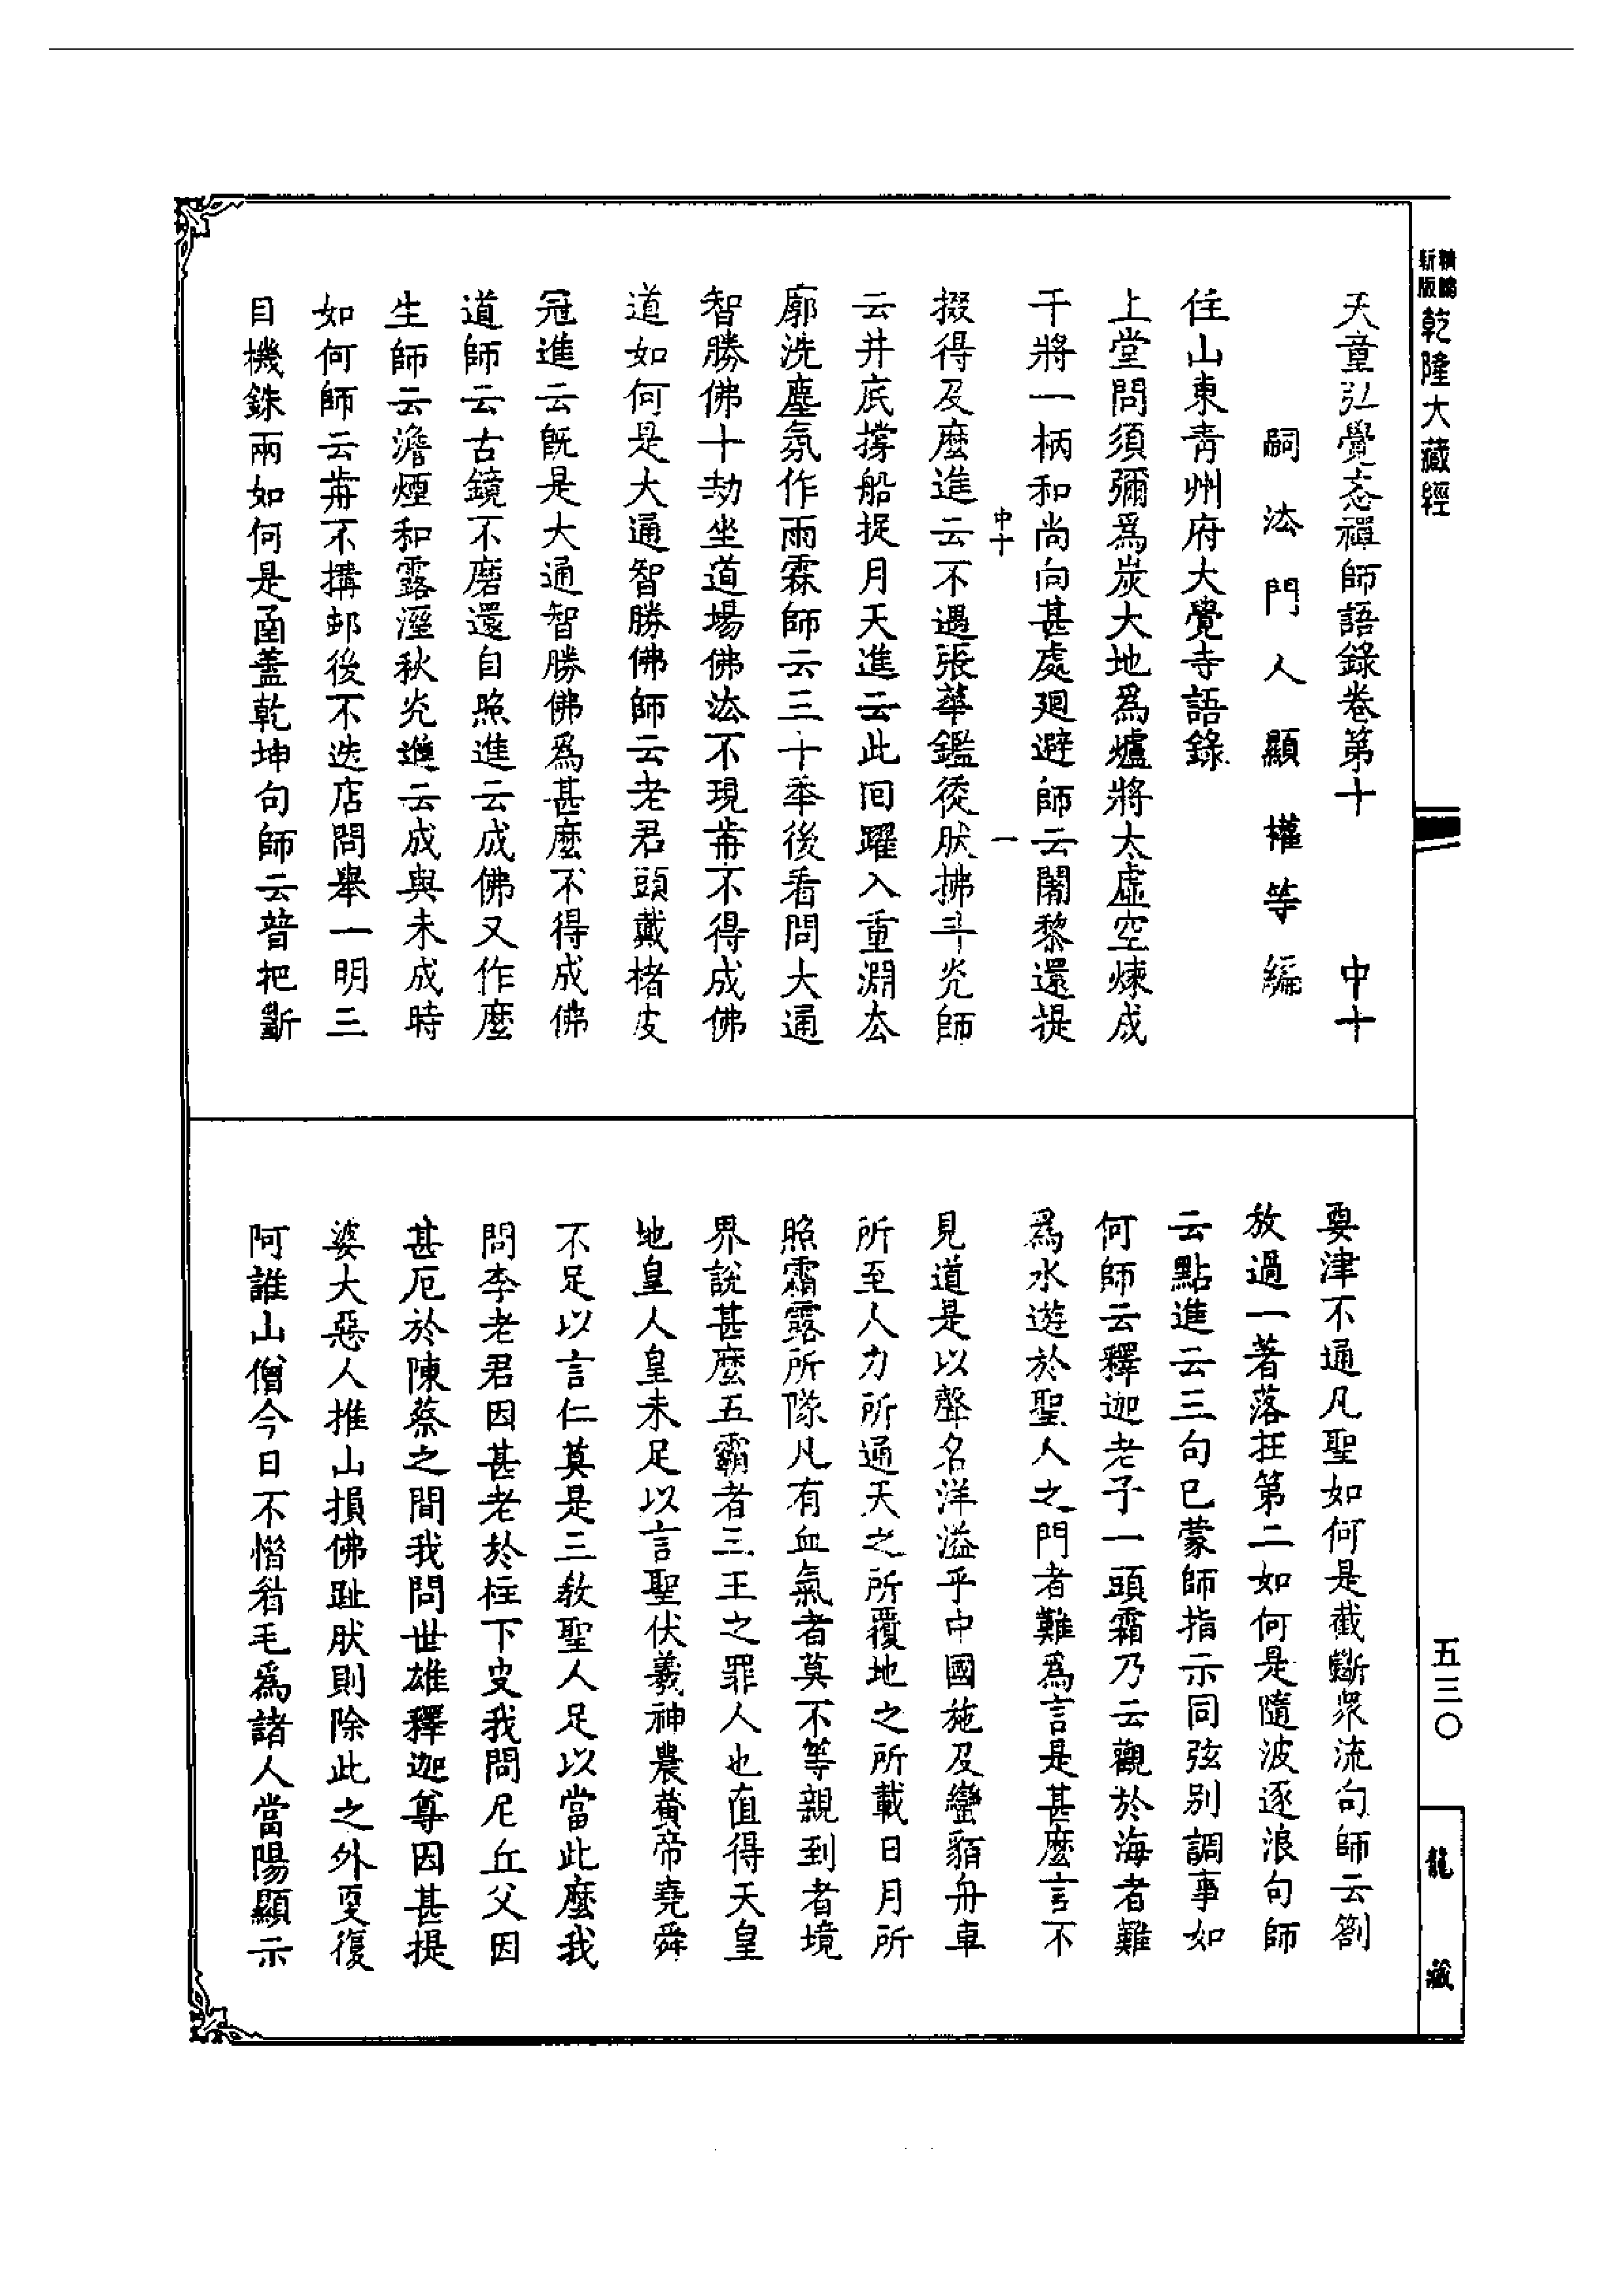 精編
新版
乾隆大藏經
天童弘覺忞禪師語錄卷第十　中十
嗣法門人顯權等編
住山東青州府大覺寺語錄
上堂問須彌為炭大地為爐將太虛空煉成
干將一柄和尚向甚處廻避師云闍黎還提
中十　一
掇得及麼進云不遇張華鑑徒肰拂斗光師
云井底撐船捉月天進云此回躍入重淵去
廓洗塵氛作雨霖師云三十年後看問大通
智勝佛十劫坐道場佛法不現前不得成佛
道如何是大通智勝佛師云老君頭戴楮皮
冠進云旣是大通智勝佛為甚麼不得成佛
道師云古鏡不磨還自照進云成佛又作麼
生師云澹煙和露溼秋光進云成與未成時
如何師云前不搆邨後不迭店問舉一明三
目機銖兩如何是函蓋乾坤句師云普把斷
要津不通凡聖如何是截斷眾流句師云劄
放過一著落在第二如何是隨波逐浪句師
云點進云三句已蒙師指示同弦別調事如
何師云釋迦老子一頭霜乃云觀於海者難
為水遊於聖人之門者難為言是甚麼言不
見道是以聲名洋溢乎中國施及蠻貊舟車
所至人力所通天之所覆地之所載日月所
照霜露所隊凡有血氣者莫不等親到者境
界說甚麼五霸者三王之罪人也值得天皇
地皇人皇未足以言聖伏羲神農黃帝堯舜
不足以言仁莫是三教聖人足以當此麼我
問李老君因甚老於柱下史我問尼丘父因
甚厄於陳蔡之間我問世雄釋迦尊因甚提
婆大惡人推山損佛趾肰則除此之外更復
阿誰山僧今日不惜眉毛為諸人當陽顯示
五三〇
龍藏